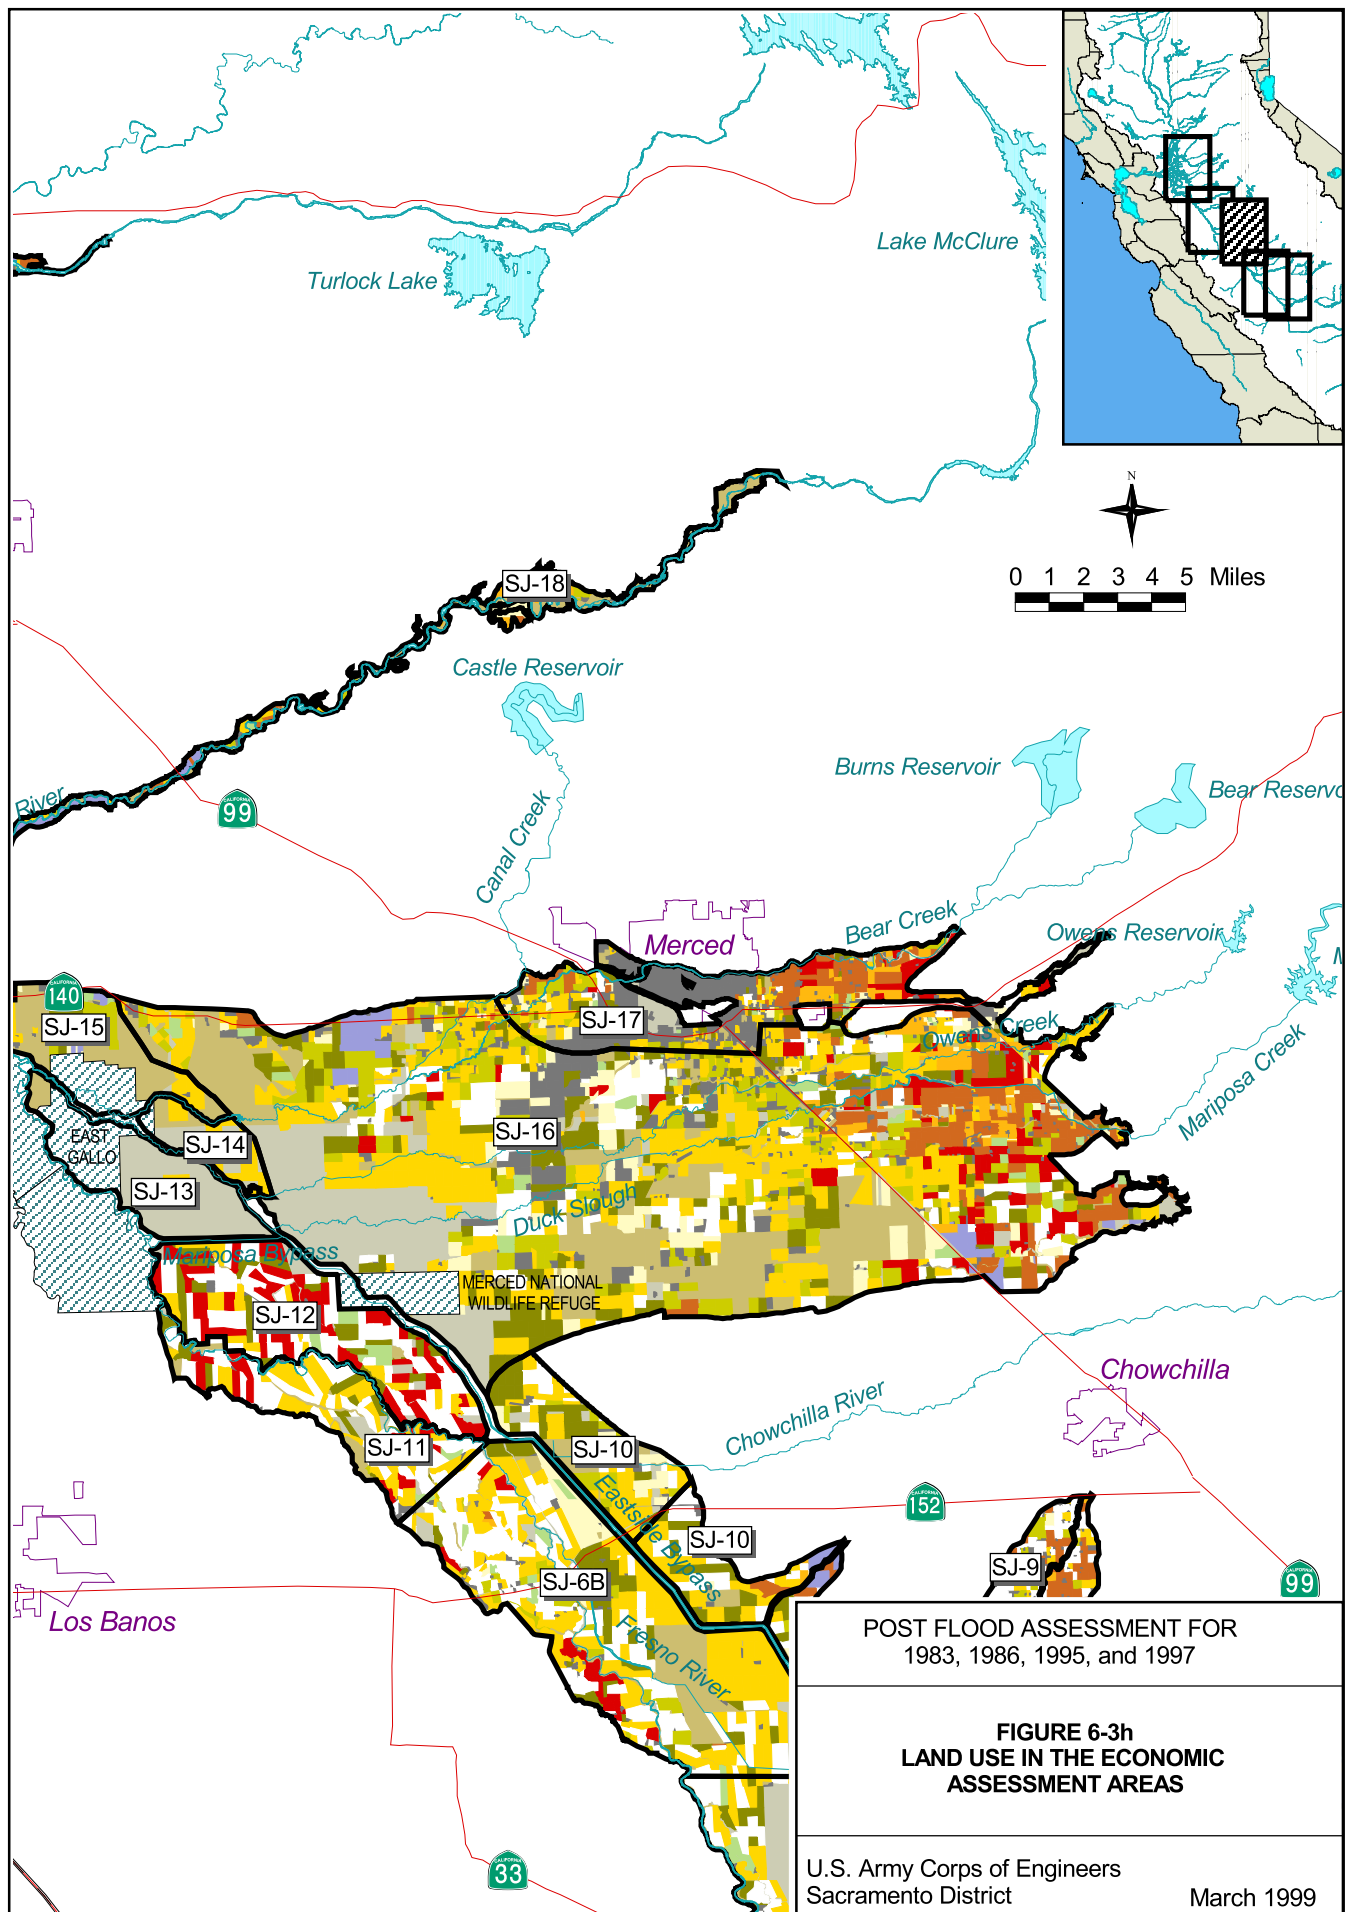 Turlock Lake
Lake McClure
N
0 1 2 3 4 5 Miles
SJ-18
Castle Reservoir
Burns Reservoir
Bear Reservo
River
CALIFORNIA
99
Canal Creek
Merced
Bear Creek
Owens Reservoir
M
CALIFORNIA
140
SJ-15
SJ-17
Owens Creek
Mariposa Creek
EAST
GALLO
SJ-14
SJ-16
SJ-13
Duck Slough
Mariposa Bypass
MERCED NATIONAL
WILDLIFE REFUGE
SJ-12
Chowchilla
Chowchilla River
SJ-11
SJ-10
Eastside Bypass
CALIFORNIA
152
SJ-10
SJ-9
SJ-6B
CALIFORNIA
99
Los Banos
Fresno River
CALIFORNIA
33
POST FLOOD ASSESSMENT FOR
1983, 1986, 1995, and 1997
FIGURE 6-3h
LAND USE IN THE ECONOMIC
ASSESSMENT AREAS
U.S. Army Corps of Engineers
Sacramento District
March 1999